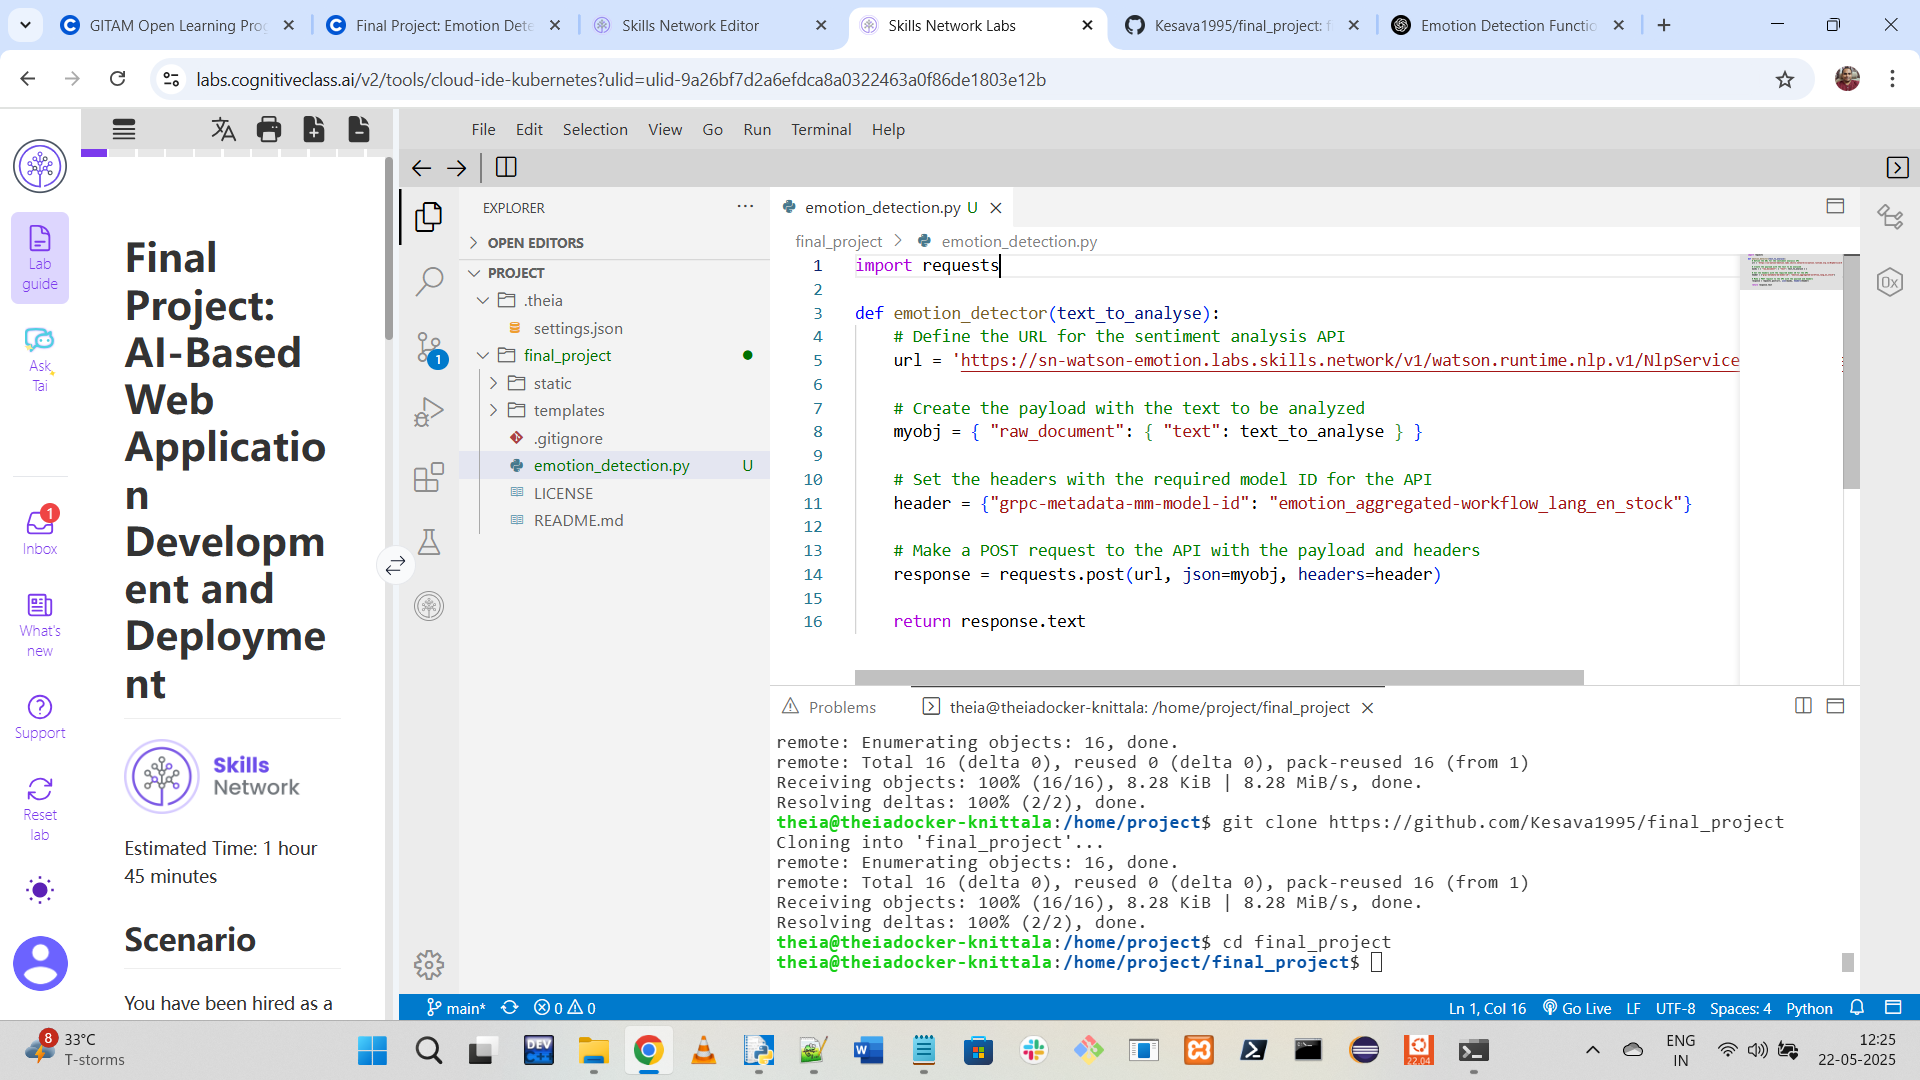 GITAM Open Learning Prog
Final Project: Emotion Dete
Skills Network Editor
Skills Network Labs
Kesava1995/final_project: f
Emotion Detection Functio
labs.cognitiveclass.ai/v2/tools/cloud-ide-kubernetes?ulid=ulid-9a26bf7d2a6efdca8a0322463a0f86de1803e12b
Lab
guide
Ask
Tai
1
Inbox
What's
new
Support
Reset
lab
Final
Project:
AI-Based
Web
Applicatio
n
Developm
ent and
Deployme
nt
Skills
Network
Estimated Time: 1 hour
45 minutes
Scenario
You have been hired as a
File Edit Selection View Go Run Terminal Help
EXPLORER
OPEN EDITORS
PROJECT
.theia
settings.json
final_project
static
templates
.gitignore
emotion_detection.py U
LICENSE
README.md
1
0x
emotion_detection.py U
final_project emotion_detection.py
1 import requests
2
3 def emotion_detector(text_to_analyse):
4 # Define the URL for the sentiment analysis API
5 url = 'https://sn-watson-emotion.labs.skills.network/v1/watson.runtime.nlp.v1/NlpService
6
7 # Create the payload with the text to be analyzed
8 myobj = { "raw_document": { "text": text_to_analyse } }
9
10 # Set the headers with the required model ID for the API
11 header = {"grpc-metadata-mm-model-id": "emotion_aggregated-workflow_lang_en_stock"}
12
13 # Make a POST request to the API with the payload and headers
14 response = requests.post(url, json=myobj, headers=header)
15
16 return response.text
Problems
theia@theiadocker-knittala: /home/project/final_project
remote: Enumerating objects: 16, done.
remote: Total 16 (delta 0), reused 0 (delta 0), pack-reused 16 (from 1)
Receiving objects: 100% (16/16), 8.28 KiB | 8.28 MiB/s, done.
Resolving deltas: 100% (2/2), done.
theia@theiadocker-knittala:/home/project$ git clone https://github.com/Kesava1995/final_project
Cloning into 'final_project'...
remote: Enumerating objects: 16, done.
remote: Total 16 (delta 0), reused 0 (delta 0), pack-reused 16 (from 1)
Receiving objects: 100% (16/16), 8.28 KiB | 8.28 MiB/s, done.
Resolving deltas: 100% (2/2), done.
theia@theiadocker-knittala:/home/project$ cd final_project
theia@theiadocker-knittala:/home/project/final_project$
main* 0 0
Ln 1, Col 16 Go Live LF UTF-8 Spaces: 4 Python
8
33°C
T-storms
DEV
C++
22.04
ENG
IN
12:25
22-05-2025